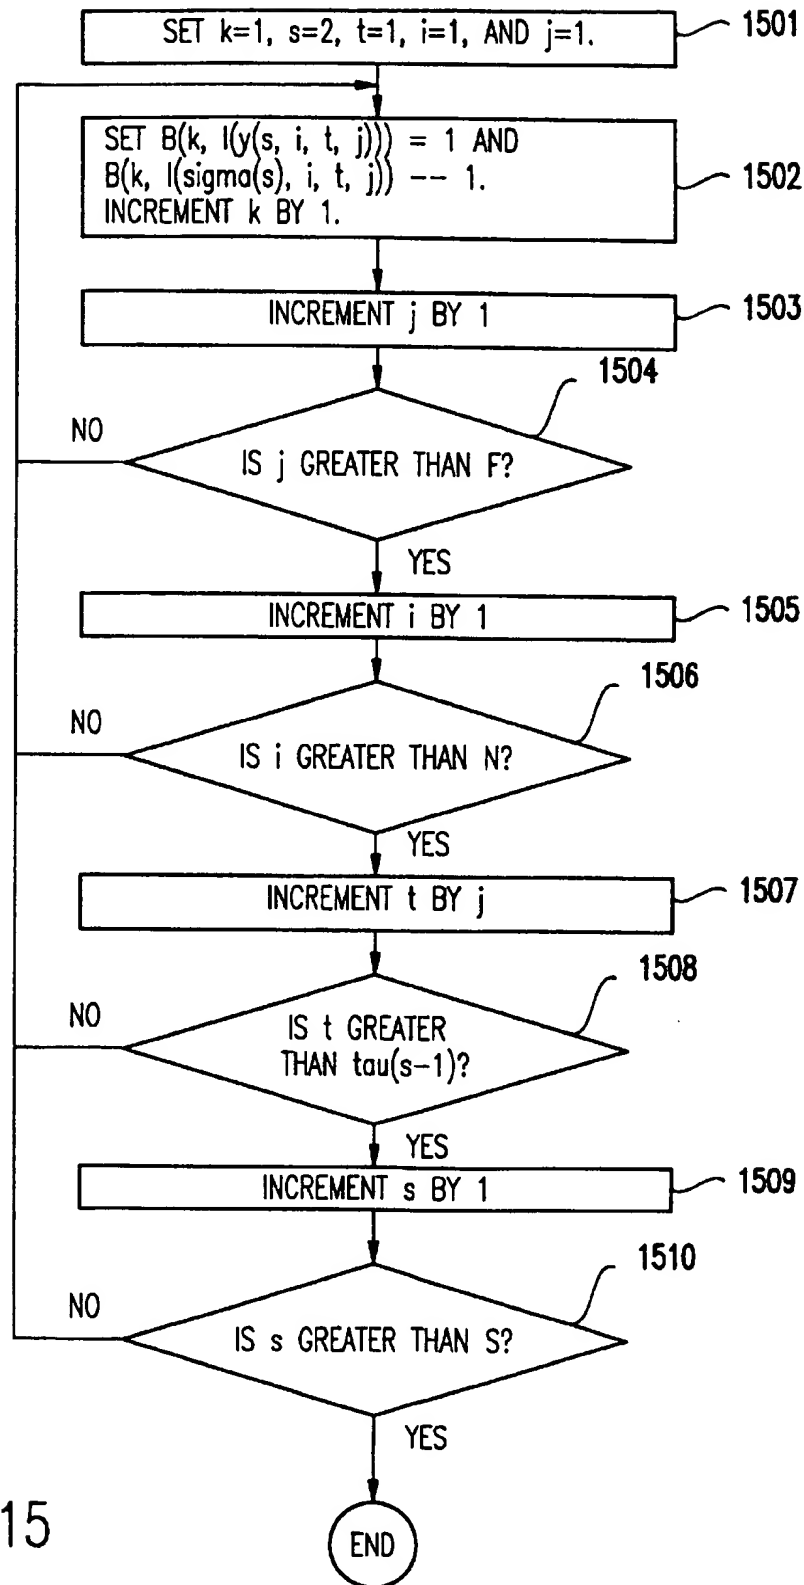 SET k=1, s=2, t=1, i=1, AND j=1.
1501
SET B(k, I(y(s, i, t, j))) = 1 AND
B(k, I(sigma(s), i, t, j)) -- 1.
INCREMENT k BY 1.
1502
INCREMENT j BY 1
1503
1504
NO
IS j GREATER THAN F?
YES
INCREMENT i BY 1
1505
1506
NO
IS i GREATER THAN N?
YES
INCREMENT t BY j
1507
1508
NO
IS t GREATER
THAN tau(s-1)?
YES
INCREMENT s BY 1
1509
1510
NO
IS s GREATER THAN S?
YES
15
END